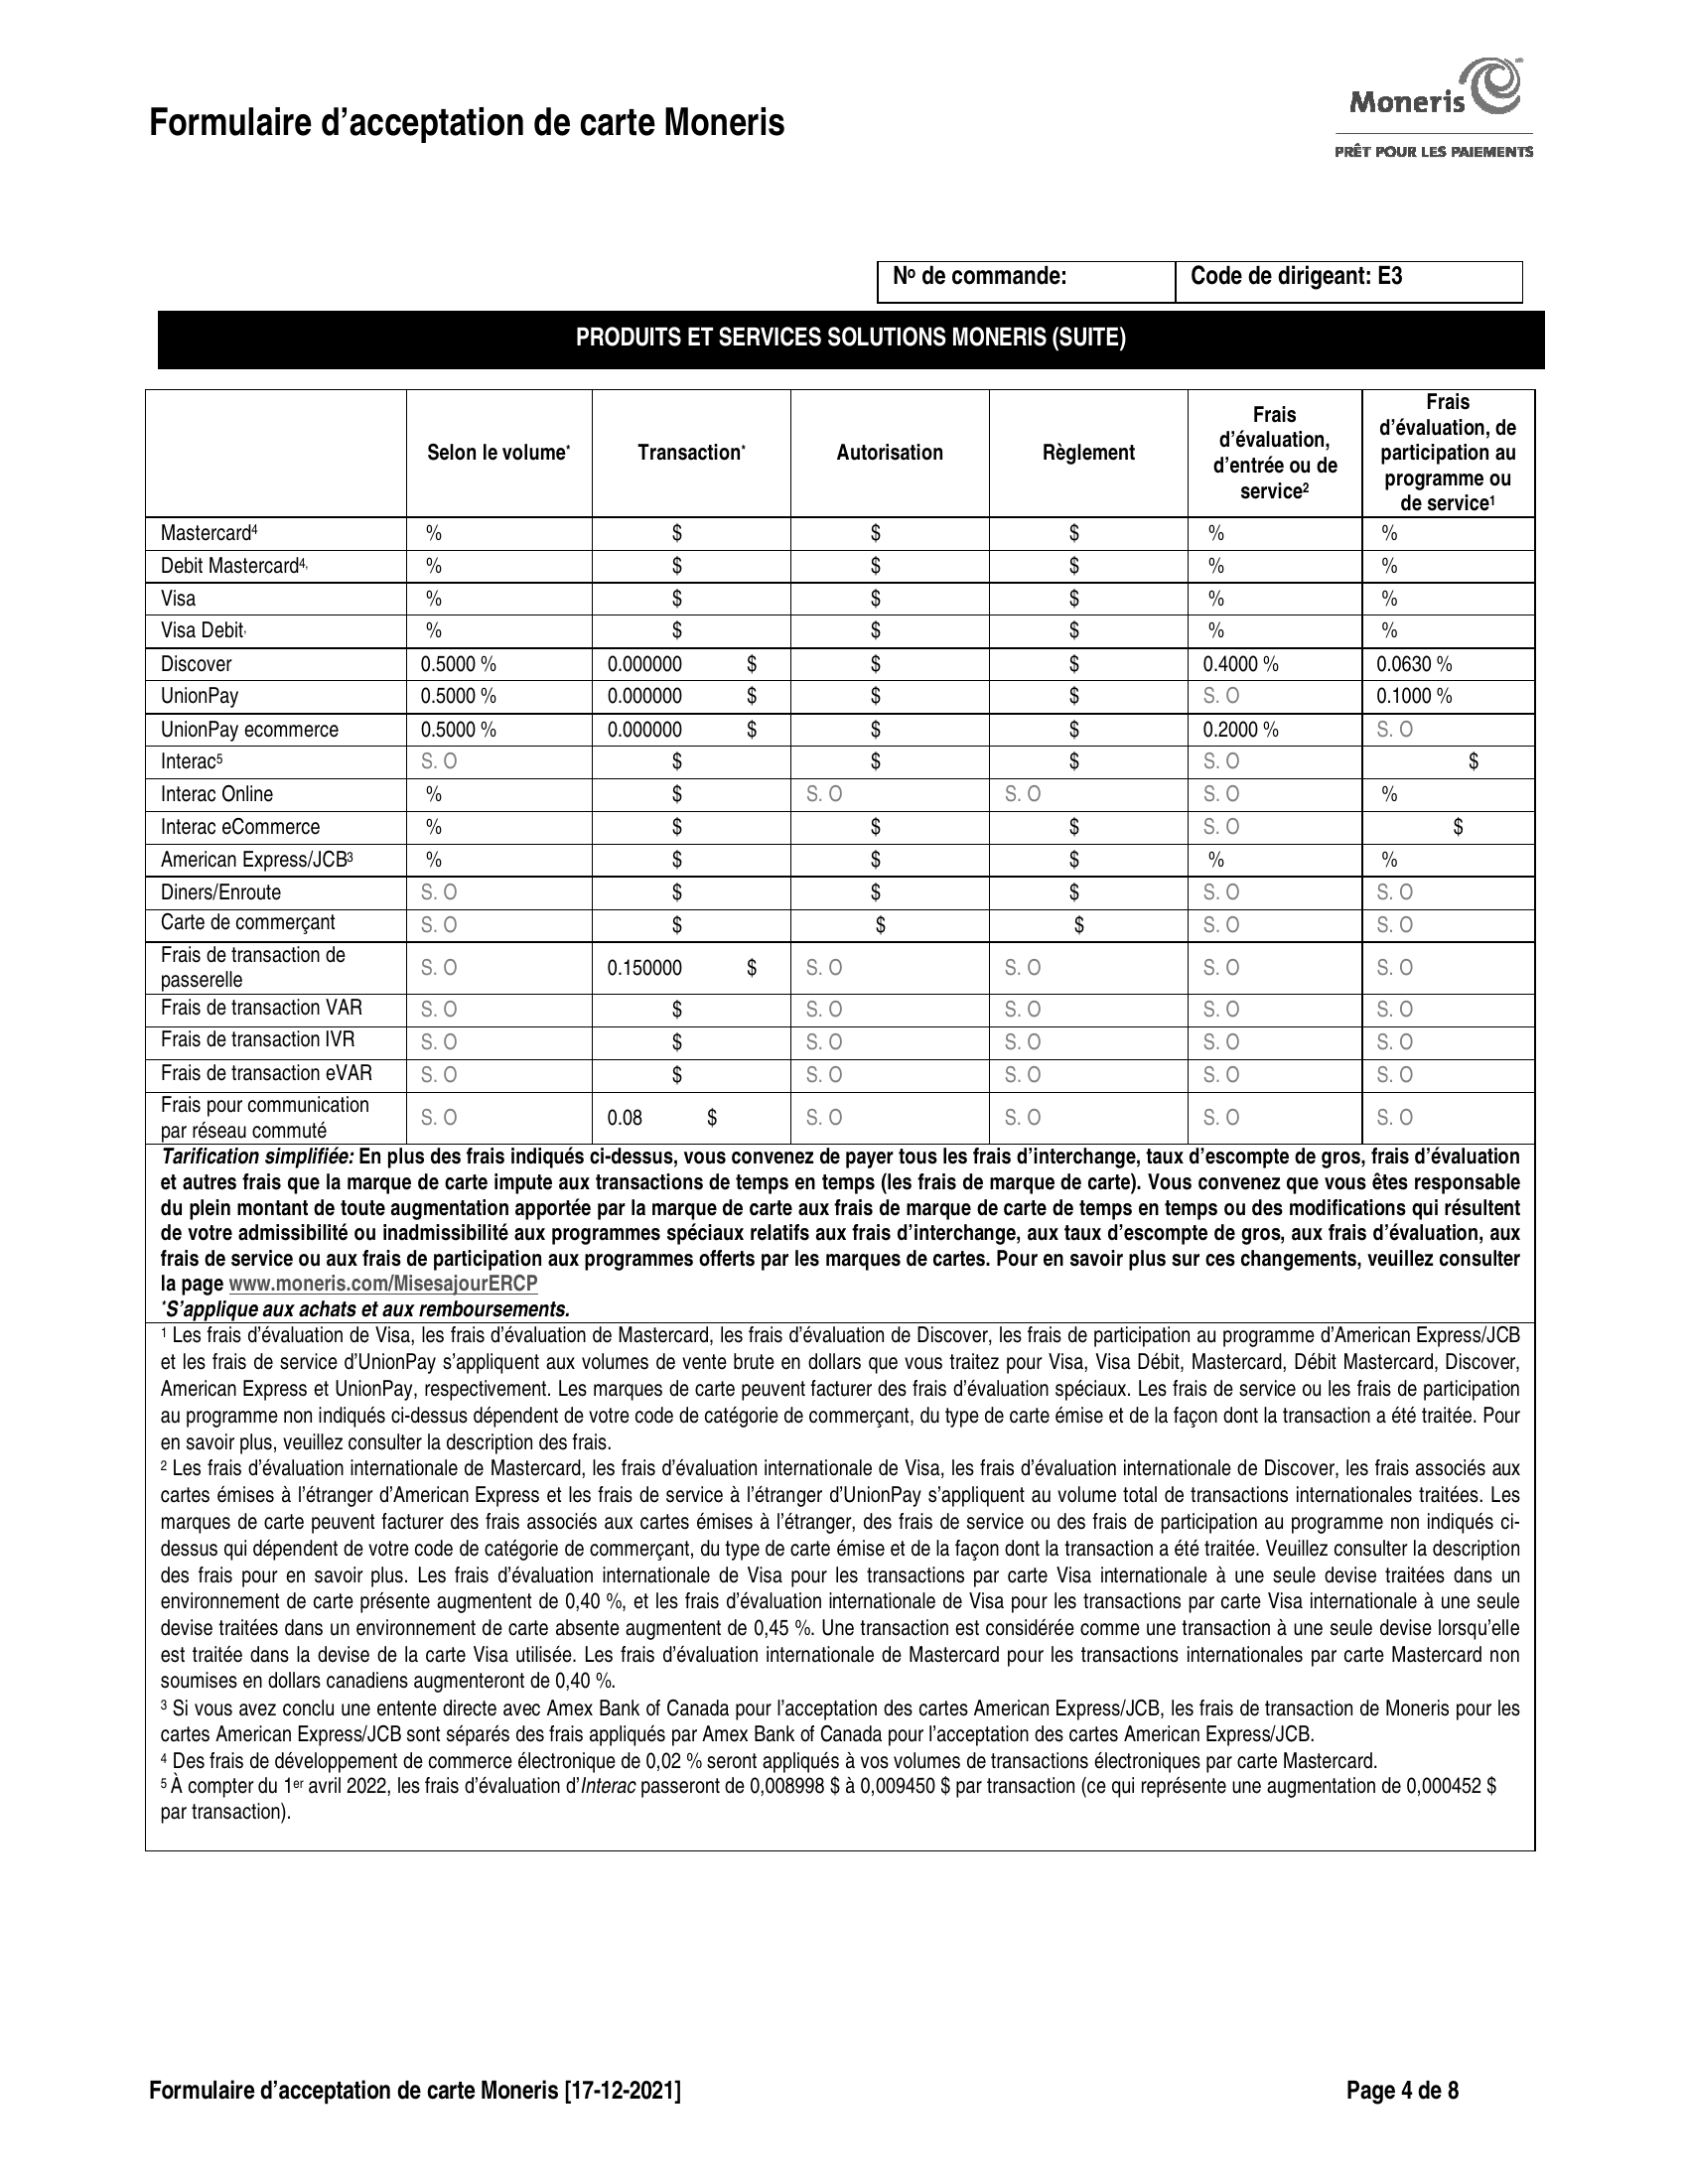 Formulaire d’acceptation de carte Moneris
Moneris
PRÊT POUR LES PAIEMENTS
Nº de commande: Code de dirigeant: E3
PRODUITS ET SERVICES SOLUTIONS MONERIS (SUITE)
Selon le volume* Transaction* Autorisation Règlement Frais d’évaluation, d’entrée ou de service² Frais d’évaluation, de participation au programme ou de service¹
Mastercard⁴ % $ $ $ % %
Debit Mastercard⁴, % $ $ $ % %
Visa % $ $ $ % %
Visa Debit, % $ $ $ % %
Discover 0.5000 % 0.000000 $ $ $ 0.4000 % 0.0630 %
UnionPay 0.5000 % 0.000000 $ $ $ S. O 0.1000 %
UnionPay ecommerce 0.5000 % 0.000000 $ $ $ 0.2000 % S. O
Interac⁵ S. O $ $ $ S. O $
Interac Online % $ S. O S. O S. O %
Interac eCommerce % $ $ $ S. O $
American Express/JCB³ % $ $ $ % %
Diners/Enroute S. O $ $ $ S. O S. O
Carte de commerçant S. O $ $ $ S. O S. O
Frais de transaction de passerelle S. O 0.150000 $ S. O S. O S. O S. O
Frais de transaction VAR S. O $ S. O S. O S. O S. O
Frais de transaction IVR S. O $ S. O S. O S. O S. O
Frais de transaction eVAR S. O $ S. O S. O S. O S. O
Frais pour communication par réseau commuté S. O 0.08 $ S. O S. O S. O S. O
Tarification simplifiée: En plus des frais indiqués ci-dessus, vous convenez de payer tous les frais d’interchange, taux d’escompte de gros, frais d’évaluation
et autres frais que la marque de carte impute aux transactions de temps en temps (les frais de marque de carte). Vous convenez que vous êtes responsable
du plein montant de toute augmentation apportée par la marque de carte aux frais de marque de carte de temps en temps ou des modifications qui résultent
de votre admissibilité ou inadmissibilité aux programmes spéciaux relatifs aux frais d’interchange, aux taux d’escompte de gros, aux frais d’évaluation, aux
frais de service ou aux frais de participation aux programmes offerts par les marques de cartes. Pour en savoir plus sur ces changements, veuillez consulter
la page www.moneris.com/MisesajourERCP
*S’applique aux achats et aux remboursements.
¹ Les frais d’évaluation de Visa, les frais d’évaluation de Mastercard, les frais d’évaluation de Discover, les frais de participation au programme d’American Express/JCB
et les frais de service d’UnionPay s’appliquent aux volumes de vente brute en dollars que vous traitez pour Visa, Visa Débit, Mastercard, Débit Mastercard, Discover,
American Express et UnionPay, respectivement. Les marques de carte peuvent facturer des frais d’évaluation spéciaux. Les frais de service ou les frais de participation
au programme non indiqués ci-dessus dépendent de votre code de catégorie de commerçant, du type de carte émise et de la façon dont la transaction a été traitée. Pour
en savoir plus, veuillez consulter la description des frais.
² Les frais d’évaluation internationale de Mastercard, les frais d’évaluation internationale de Visa, les frais d’évaluation internationale de Discover, les frais associés aux
cartes émises à l’étranger d’American Express et les frais de service à l’étranger d’UnionPay s’appliquent au volume total de transactions internationales traitées. Les
marques de carte peuvent facturer des frais associés aux cartes émises à l’étranger, des frais de service ou des frais de participation au programme non indiqués ci-
dessus qui dépendent de votre code de catégorie de commerçant, du type de carte émise et de la façon dont la transaction a été traitée. Veuillez consulter la description
des frais pour en savoir plus. Les frais d’évaluation internationale de Visa pour les transactions par carte Visa internationale à une seule devise traitées dans un
environnement de carte présente augmentent de 0,40 %, et les frais d’évaluation internationale de Visa pour les transactions par carte Visa internationale à une seule
devise traitées dans un environnement de carte absente augmentent de 0,45 %. Une transaction est considérée comme une transaction à une seule devise lorsqu’elle
est traitée dans la devise de la carte Visa utilisée. Les frais d’évaluation internationale de Mastercard pour les transactions internationales par carte Mastercard non
soumises en dollars canadiens augmenteront de 0,40 %.
³ Si vous avez conclu une entente directe avec Amex Bank of Canada pour l’acceptation des cartes American Express/JCB, les frais de transaction de Moneris pour les
cartes American Express/JCB sont séparés des frais appliqués par Amex Bank of Canada pour l’acceptation des cartes American Express/JCB.
⁴ Des frais de développement de commerce électronique de 0,02 % seront appliqués à vos volumes de transactions électroniques par carte Mastercard.
⁵ À compter du 1er avril 2022, les frais d’évaluation d’Interac passeront de 0,008998 $ à 0,009450 $ par transaction (ce qui représente une augmentation de 0,000452 $
par transaction).
Formulaire d’acceptation de carte Moneris [17-12-2021] Page 4 de 8